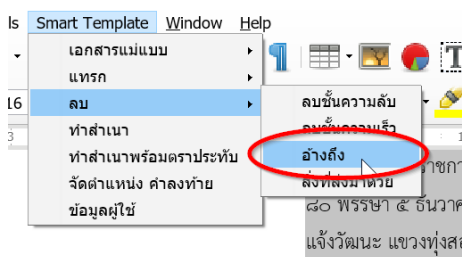 ls Smart Template Window Help
เอกสารแม่แบบ
แทรก
16 ลบ ลบชั้นความลับ
3 ทำสำเนา ลบชั้นความเร็ว 1
ทำสำเนาพร้อมตราประทับ อ้างถึง
จัดตำแหน่ง คำลงท้าย สิ่งที่ส่งมาด้วย
ข้อมูลผู้ใช้ ๘๐ พรรษา ๕ ธันวาค
แจ้งวัฒนะ แขวงทุ่งส